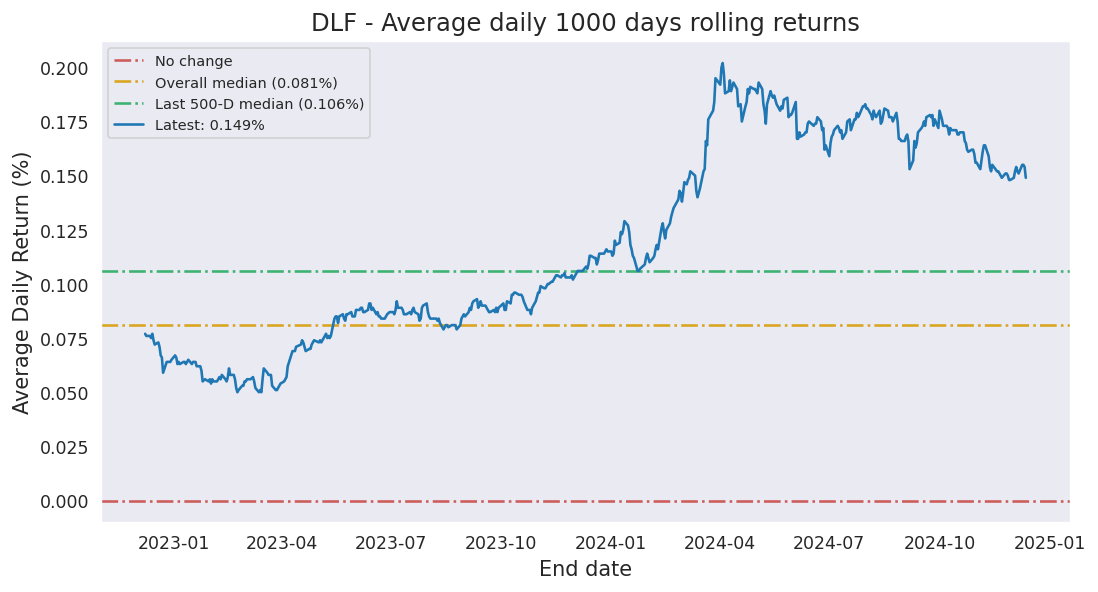 DLF - Average daily 1000 days rolling returns
No change
Overall median (0.081%)
Last 500-D median (0.106%)
Latest: 0.149%
Average Daily Return (%)
0.200
0.175
0.150
0.125
0.100
0.075
0.050
0.025
0.000
2023-01 2023-04 2023-07 2023-10 2024-01 2024-04 2024-07 2024-10 2025-01
End date